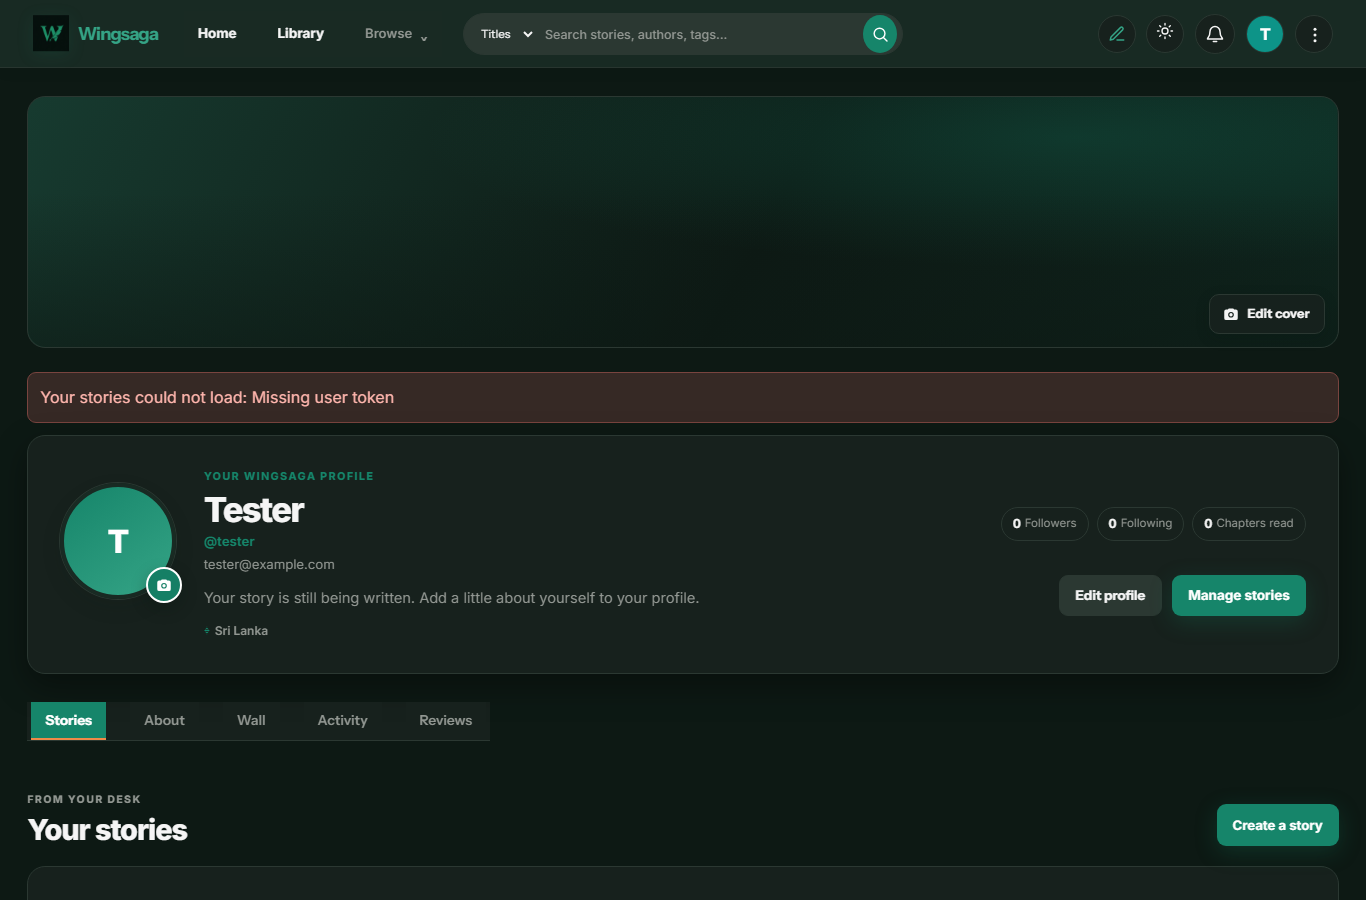 Wingsaga
Home
Library
Browse
Titles
Search stories, authors, tags...
T
Edit cover
Your stories could not load: Missing user token
T
YOUR WINGSAGA PROFILE
Tester
@tester
tester@example.com
Your story is still being written. Add a little about yourself to your profile.
Sri Lanka
0 Followers
0 Following
0 Chapters read
Edit profile
Manage stories
Stories
About
Wall
Activity
Reviews
FROM YOUR DESK
Your stories
Create a story